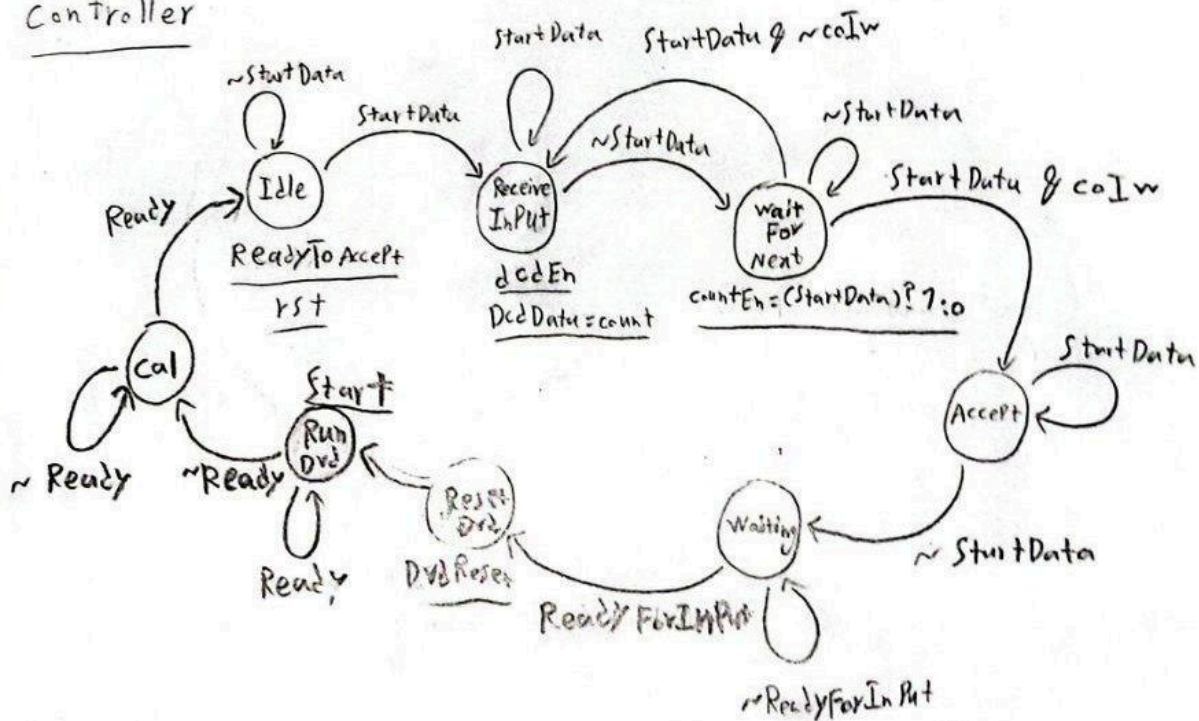 Controller
StartData
StartData & ~coIw
~StartData
StartData
~StartData
~StartData
StartData & coIw
Ready
Idle
Receive
InPut
Wait
For
Next
ReadyToAccept
rst
dcdEn
DcdData=count
countEn=(StartData)?1:0
StartData
Cal
Start
Run
Dvd
Accept
~Ready
~Ready
Reset
Dvd
Waiting
~StartData
Ready
DvdReset
ReadyForInPut
~ReadyForInPut